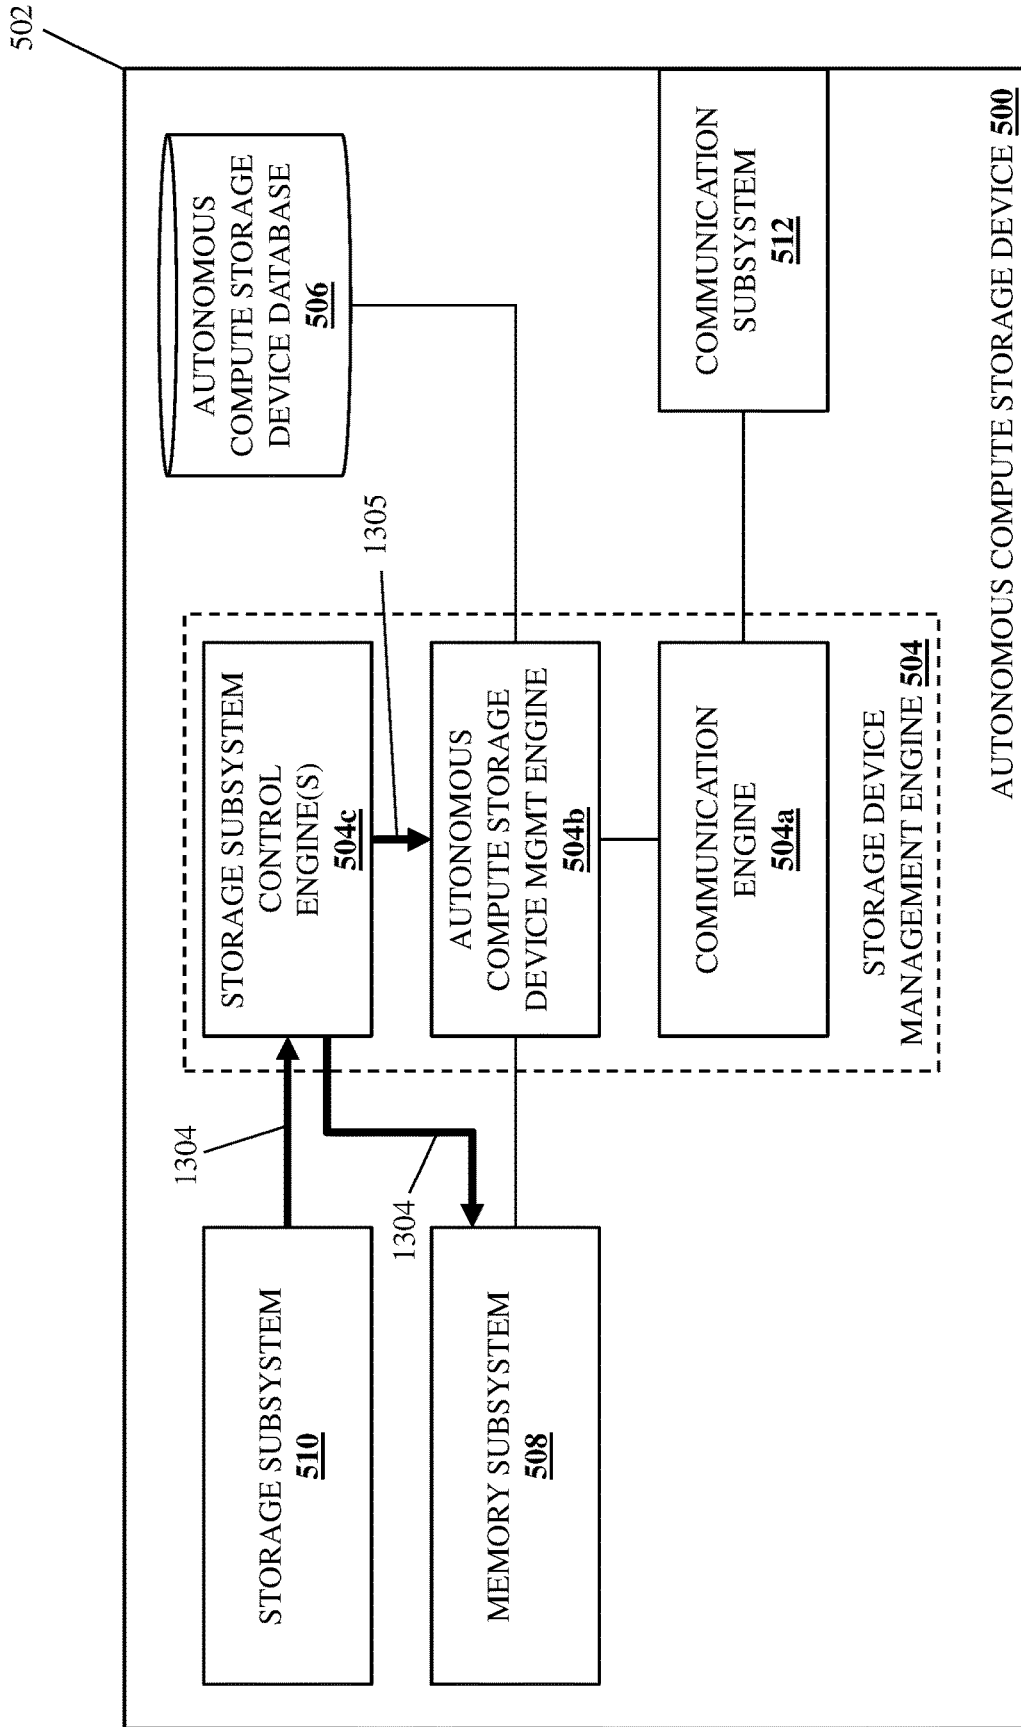 502
STORAGE SUBSYSTEM
510
1304
STORAGE SUBSYSTEM
CONTROL
ENGINE(S)
504c
AUTONOMOUS
COMPUTE STORAGE
DEVICE DATABASE
506
1305
1304
MEMORY SUBSYSTEM
508
AUTONOMOUS
COMPUTE STORAGE
DEVICE MGMT ENGINE
504b
COMMUNICATION
ENGINE
504a
COMMUNICATION
SUBSYSTEM
512
STORAGE DEVICE
MANAGEMENT ENGINE 504
AUTONOMOUS COMPUTE STORAGE DEVICE 500